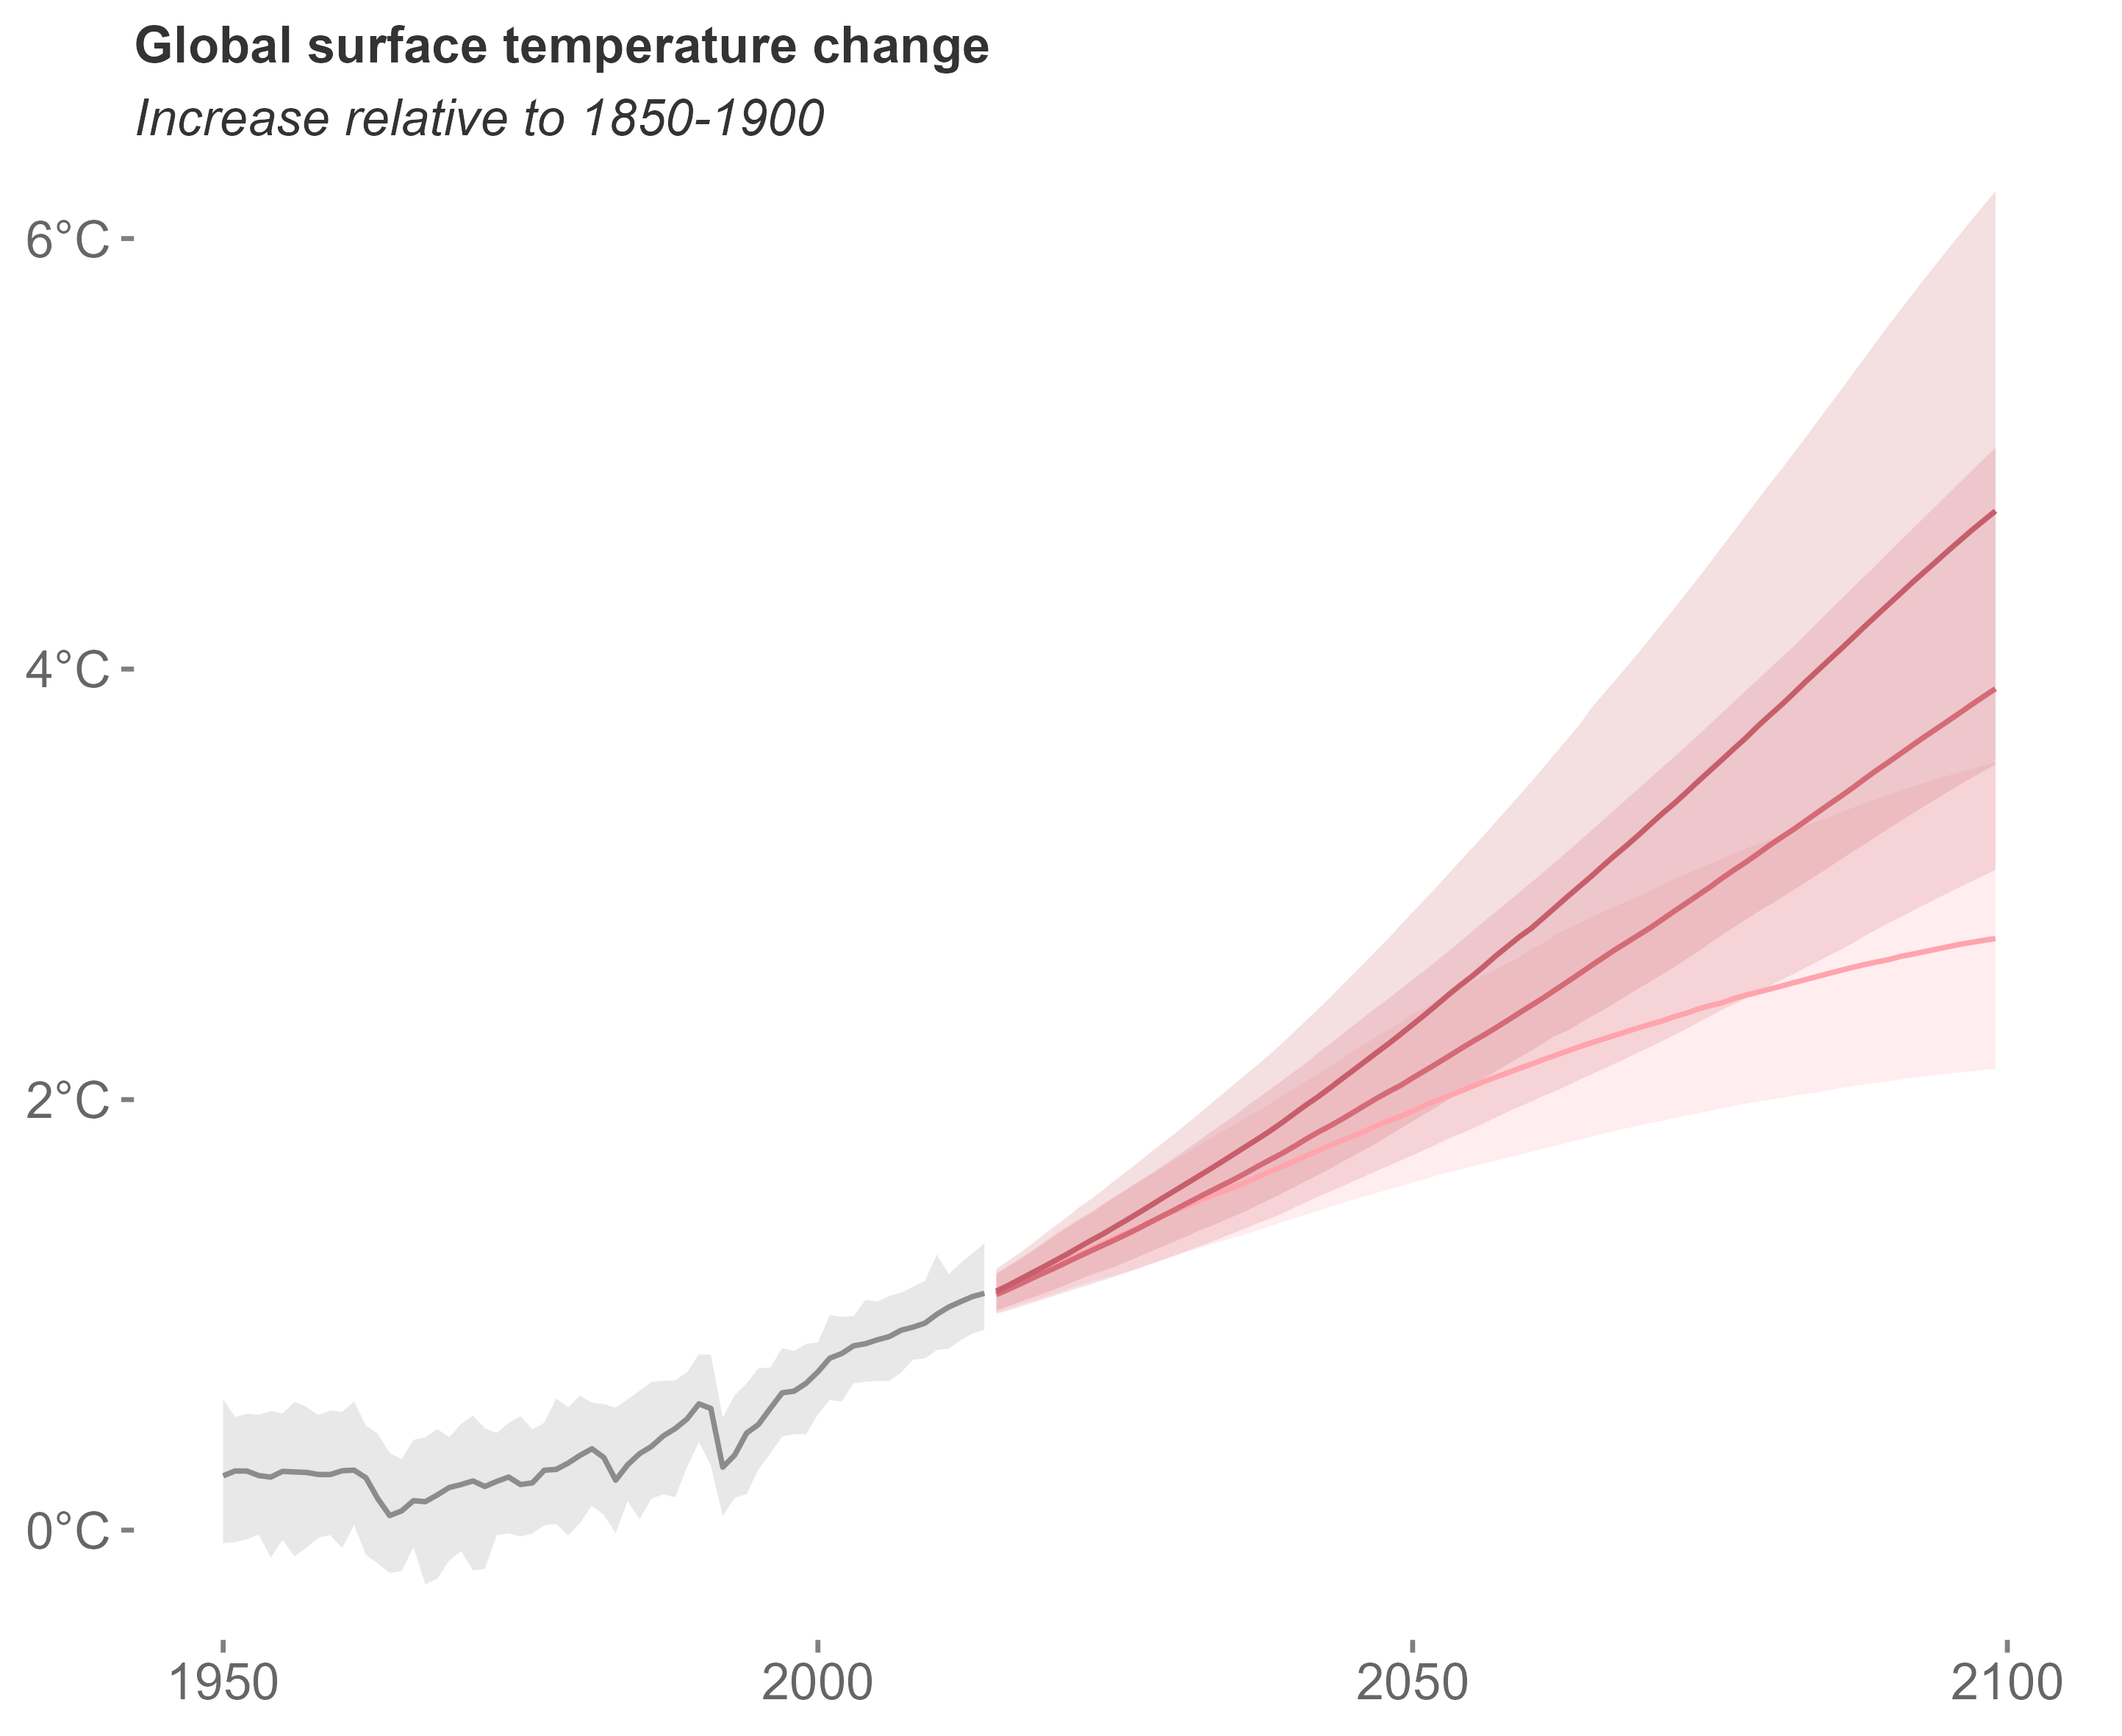 Global surface temperature change
Increase relative to 1850-1900
6°C
4°C
2°C
0°C
1950 2000 2050 2100